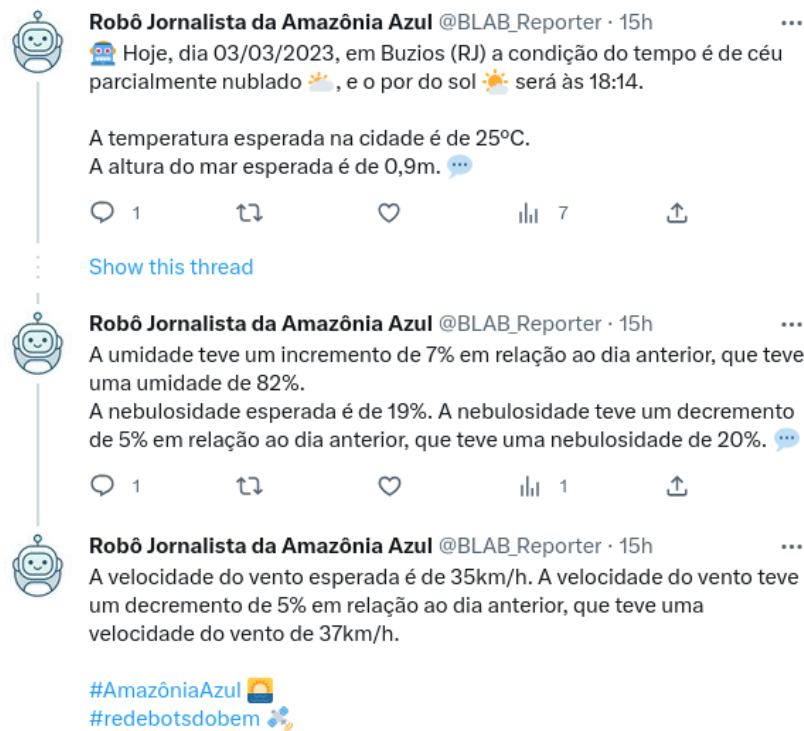 Robô Jornalista da Amazônia Azul @BLAB_Reporter · 15h
🤖 Hoje, dia 03/03/2023, em Buzios (RJ) a condição do tempo é de céu
parcialmente nublado 🌥️, e o por do sol ☀️ será às 18:14.
A temperatura esperada na cidade é de 25ºC.
A altura do mar esperada é de 0,9m. 💬
1 7
Show this thread
Robô Jornalista da Amazônia Azul @BLAB_Reporter · 15h
A umidade teve um incremento de 7% em relação ao dia anterior, que teve
uma umidade de 82%.
A nebulosidade esperada é de 19%. A nebulosidade teve um decremento
de 5% em relação ao dia anterior, que teve uma nebulosidade de 20%. 💬
1 1
Robô Jornalista da Amazônia Azul @BLAB_Reporter · 15h
A velocidade do vento esperada é de 35km/h. A velocidade do vento teve
um decremento de 5% em relação ao dia anterior, que teve uma
velocidade do vento de 37km/h.
#AmazôniaAzul 🌅
#redebotsdobem 🛰️